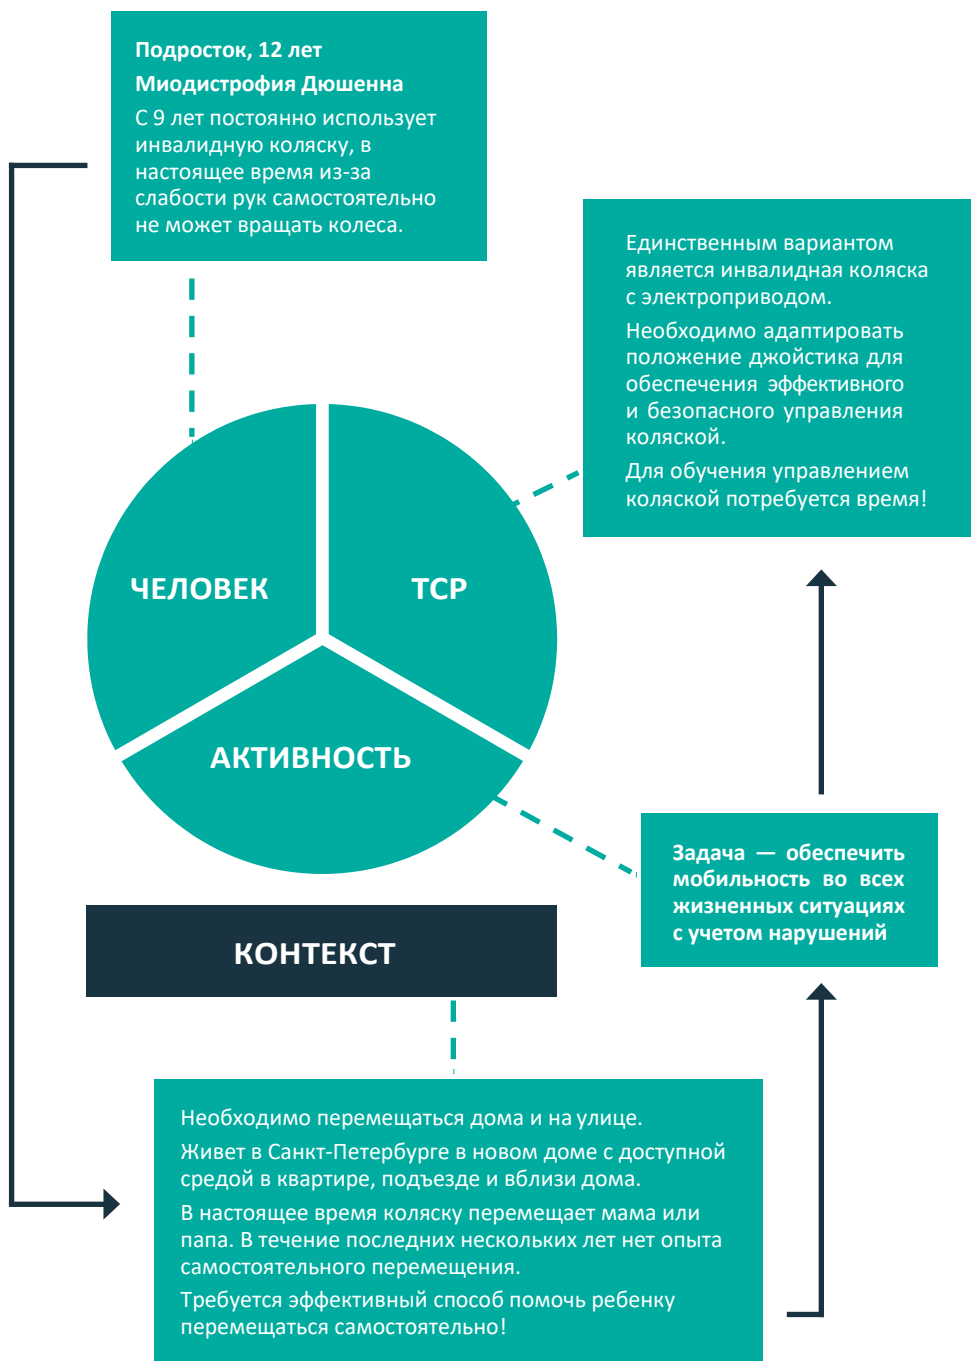 Подросток, 12 лет
Миодистрофия Дюшенна
С 9 лет постоянно использует
инвалидную коляску, в
настоящее время из-за
слабости рук самостоятельно
не может вращать колеса.
Единственным вариантом
является инвалидная коляска
с электроприводом.
Необходимо адаптировать
положение джойстика для
обеспечения эффективного
и безопасного управления
коляской.
Для обучения управлением
коляской потребуется время!
ЧЕЛОВЕК
ТСР
АКТИВНОСТЬ
Задача — обеспечить
мобильность во всех
жизненных ситуациях
с учетом нарушений
КОНТЕКСТ
Необходимо перемещаться дома и на улице.
Живет в Санкт-Петербурге в новом доме с доступной
средой в квартире, подъезде и вблизи дома.
В настоящее время коляску перемещает мама или
папа. В течение последних нескольких лет нет опыта
самостоятельного перемещения.
Требуется эффективный способ помочь ребенку
перемещаться самостоятельно!